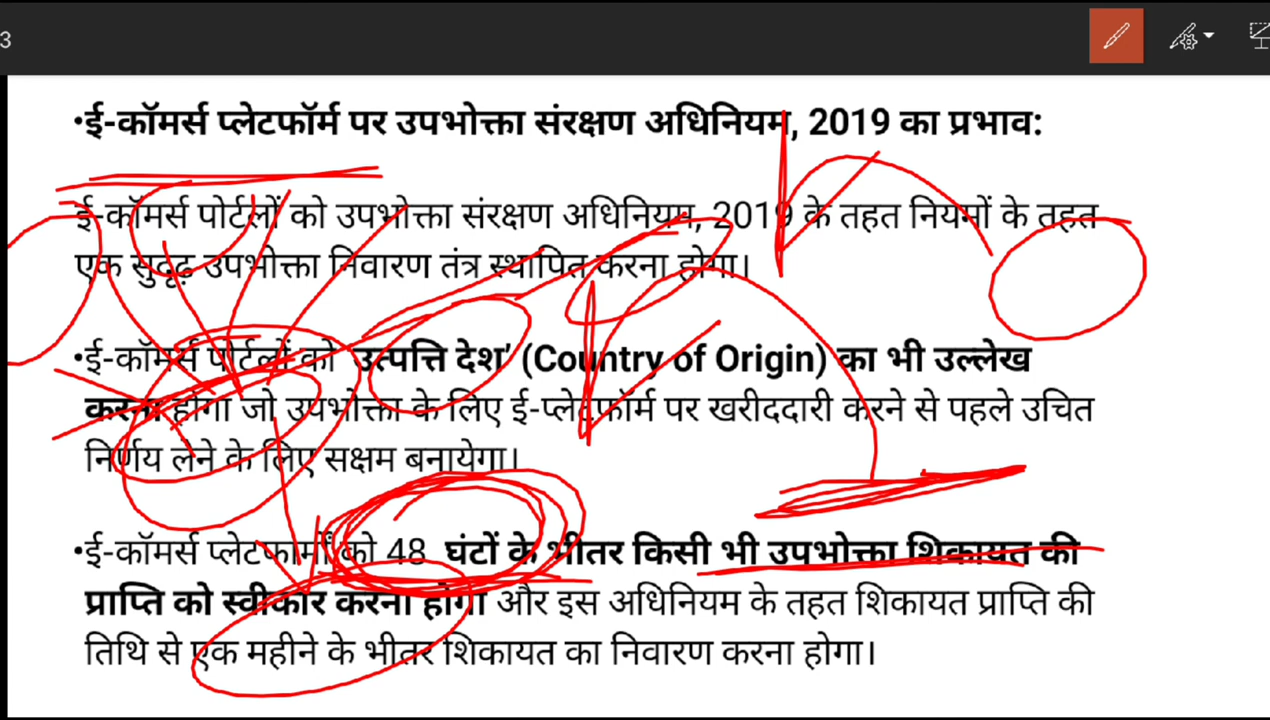 3
•ई-कॉमर्स प्लेटफॉर्म पर उपभोक्ता संरक्षण अधिनियम, 2019 का प्रभाव:
ई-कॉमर्स पोर्टलों को उपभोक्ता संरक्षण अधिनियम, 2019 के तहत नियमों के तहत
एक सुदृढ़ उपभोक्ता निवारण तंत्र स्थापित करना होगा।
•ई-कॉमर्स पोर्टलों को उत्पत्ति देश’ (Country of Origin) का भी उल्लेख
करना होगा जो उपभोक्ता के लिए ई-प्लेटफॉर्म पर खरीददारी करने से पहले उचित
निर्णय लेने के लिए सक्षम बनायेगा।
•ई-कॉमर्स प्लेटफार्मों को 48 घंटों के भीतर किसी भी उपभोक्ता शिकायत की
प्राप्ति को स्वीकार करना होगा और इस अधिनियम के तहत शिकायत प्राप्ति की
तिथि से एक महीने के भीतर शिकायत का निवारण करना होगा।